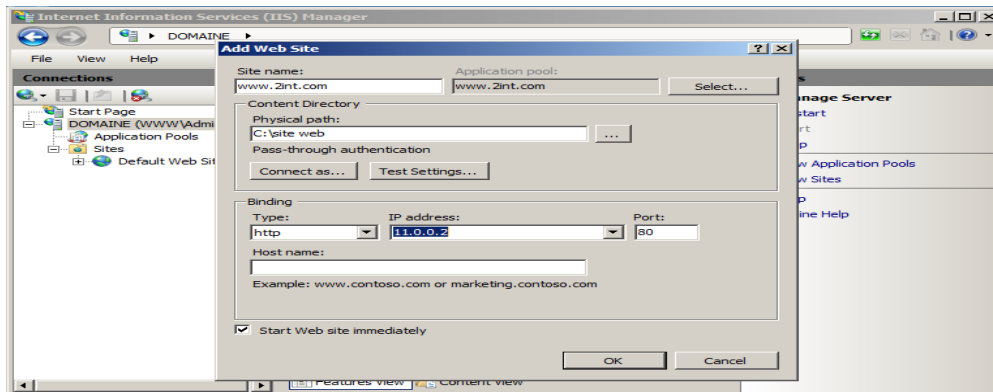 Internet Information Services (IIS) Manager
DOMAINE
File View Help
Connections
Start Page
DOMAINE (WWW\Admi
Application Pools
Sites
Default Web Sit
Add Web Site
Site name:
Application pool:
www.2int.com
www.2int.com
Select...
Content Directory
Physical path:
C:\site web
...
Pass-through authentication
Connect as...
Test Settings...
Binding
Type:
IP address:
Port:
http
11.0.0.2
80
Host name:
Example: www.contoso.com or marketing.contoso.com
Start Web site immediately
OK
Cancel
Features View
Content View
s
anage Server
start
rt
p
w Application Pools
w Sites
p
ine Help